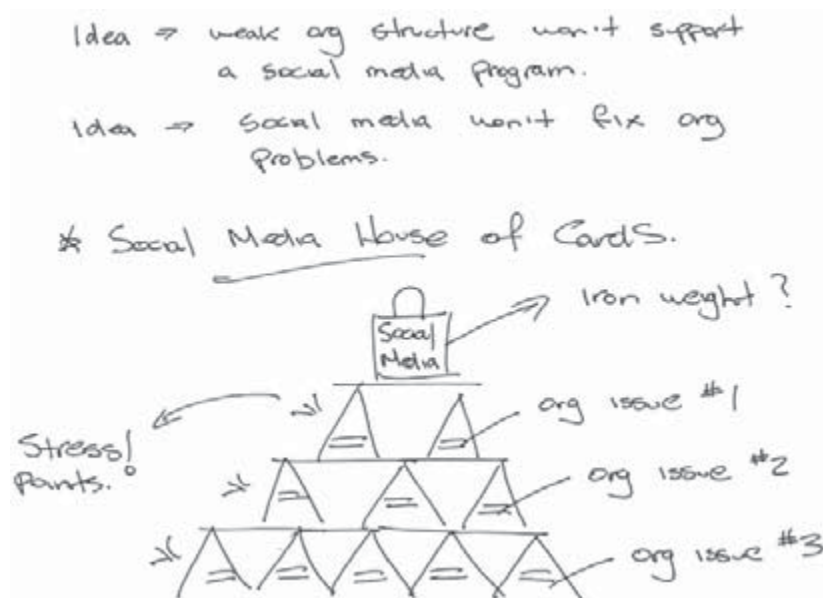 Idea → weak org structure won't support
a social media program.
Idea → social media won't fix org
problems.
* Social Media House of Cards.
Iron weight?
Social
Media
org issue #1
Stress!
points.
org issue #2
org issue #3